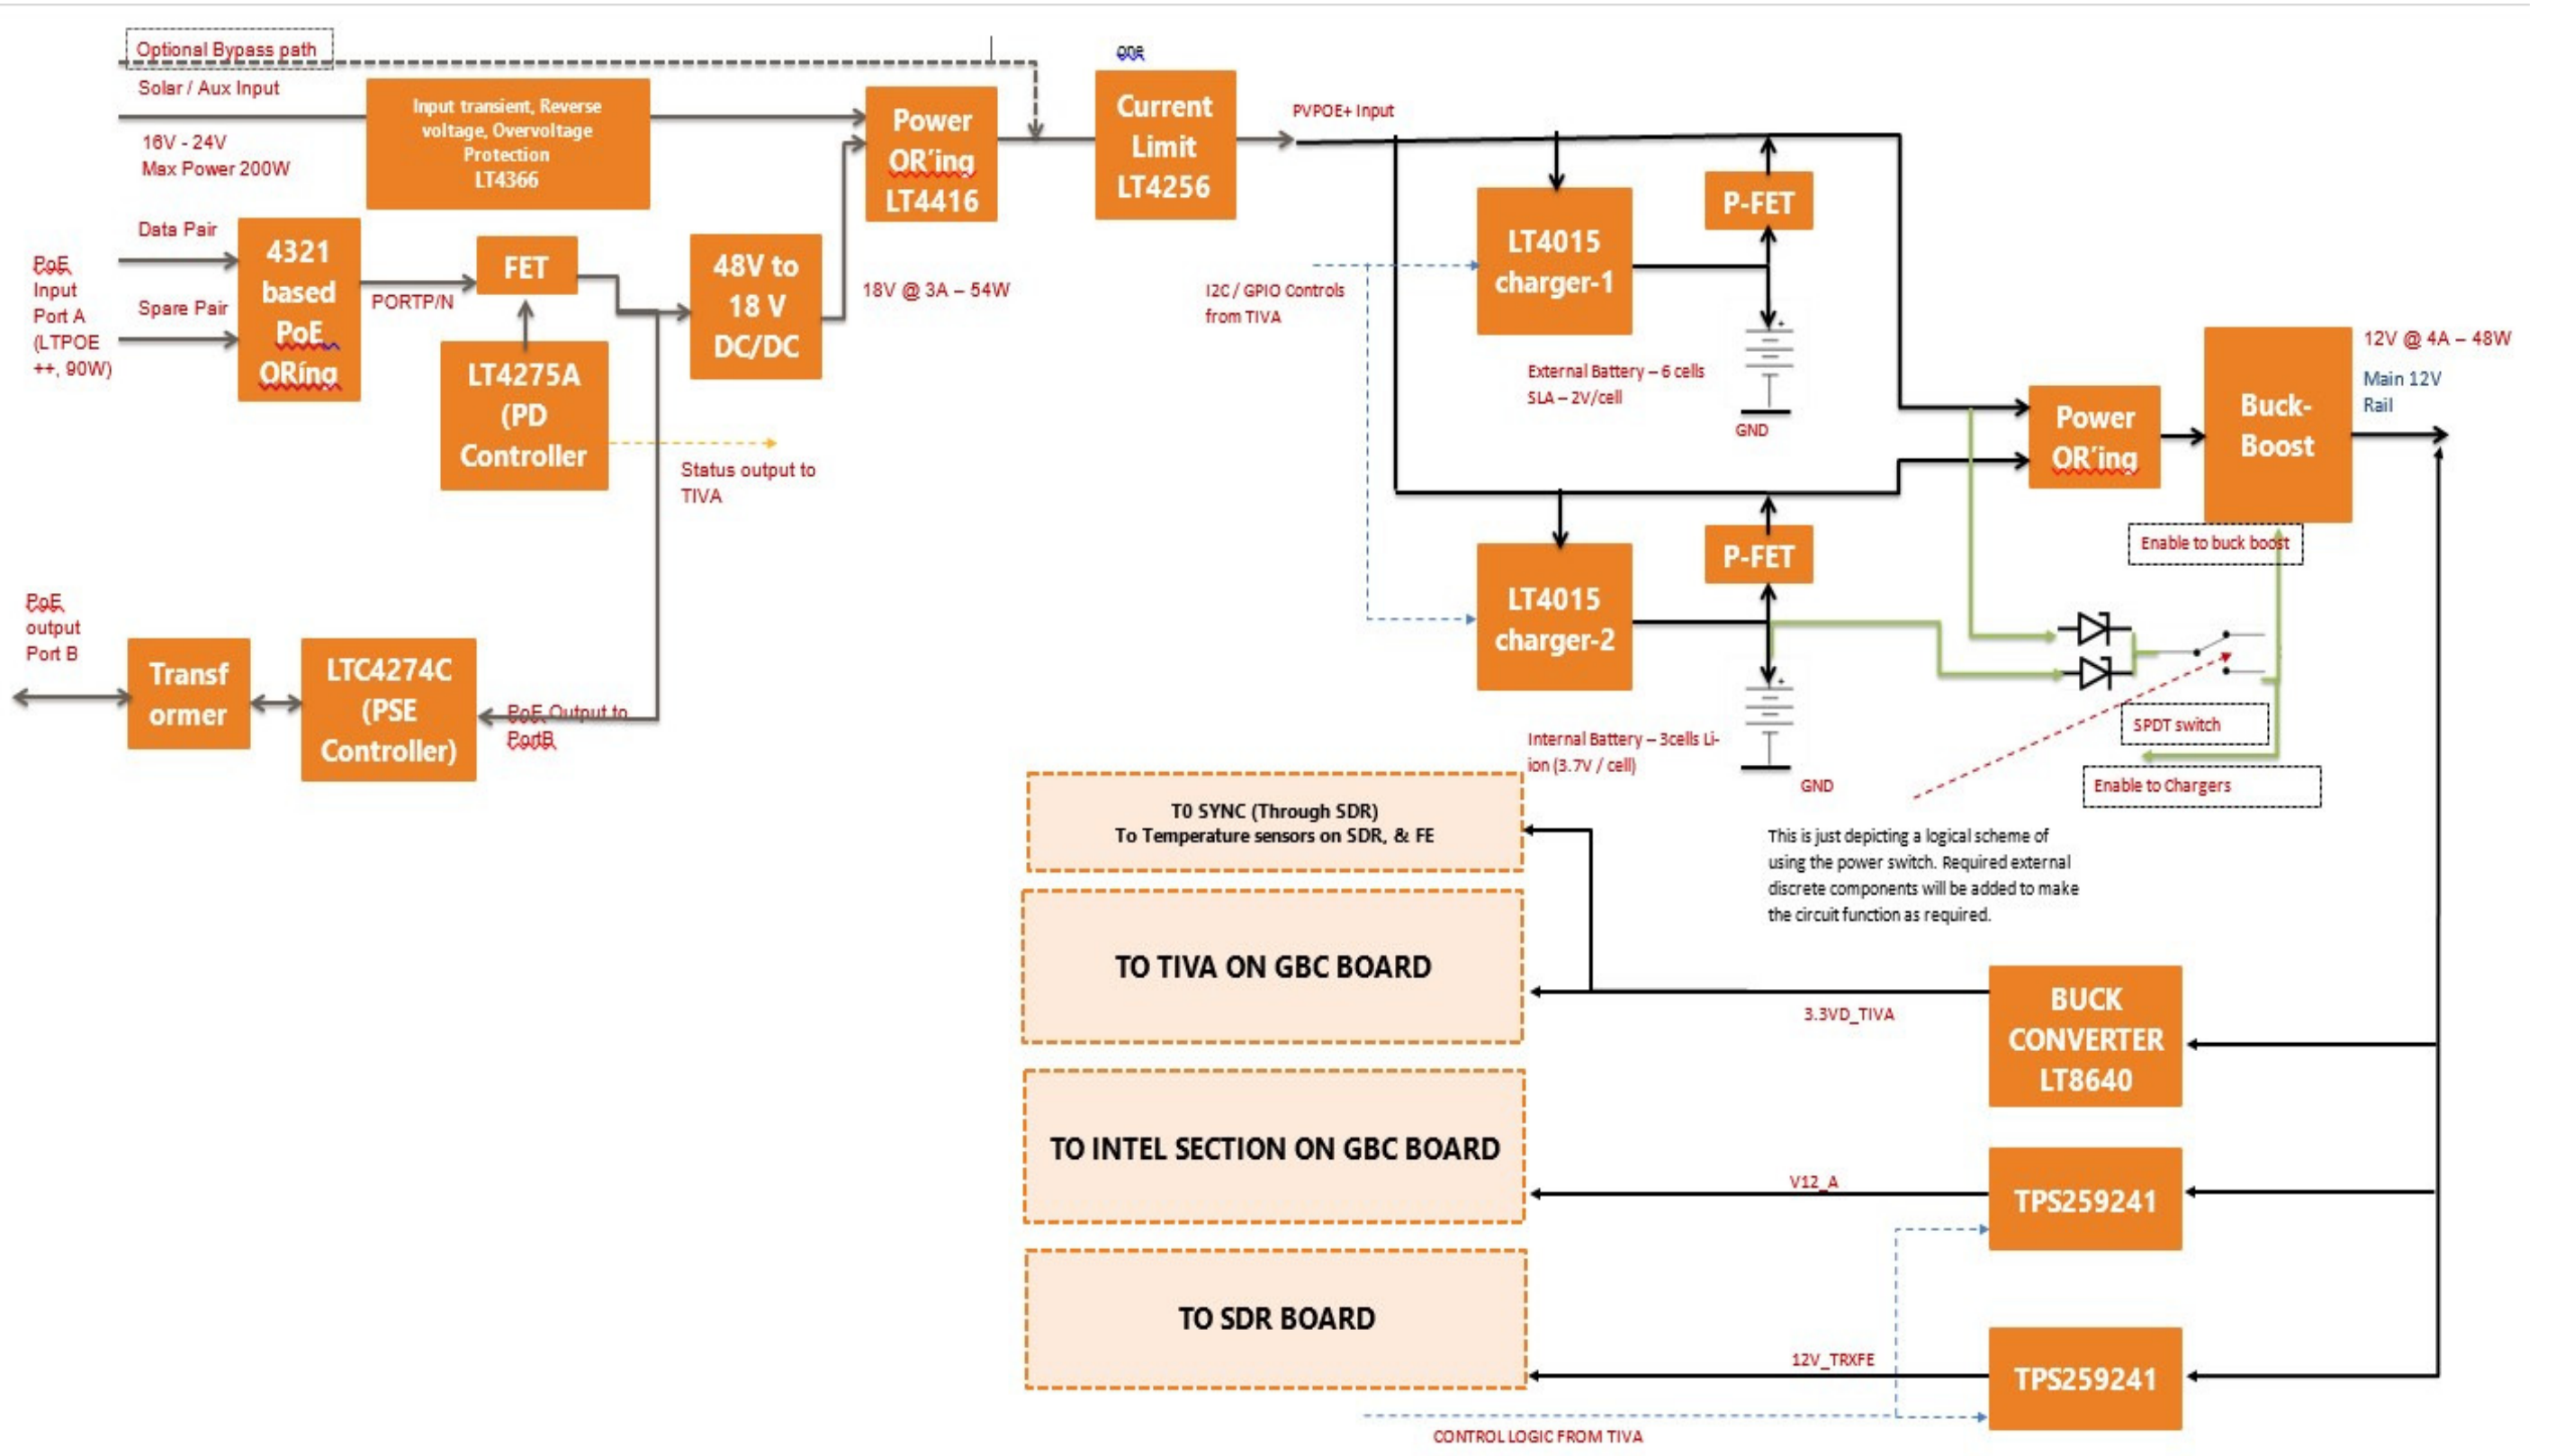 Optional Bypass path
Solar / Aux Input
16V - 24V
Max Power 200W
Input transient, Reverse
voltage, Overvoltage
Protection
LT4366
Power
OR'ing
LT4416
one
Current
Limit
LT4256
PVPOE+ Input
Data Pair
Spare Pair
PoE
Input
Port A
(LTPOE
++, 90W)
4321
based
PoE
ORíng
PORTP/N
FET
LT4275A
(PD
Controller
48V to
18 V
DC/DC
18V @ 3A – 54W
Status output to
TIVA
PoE
output
Port B
Transf
ormer
LTC4274C
(PSE
Controller)
PoE Output to
PortB
I2C / GPIO Controls
from TIVA
LT4015
charger-1
P-FET
External Battery – 6 cells
SLA – 2V/cell
+
GND
LT4015
charger-2
P-FET
Internal Battery – 3cells Li-
ion (3.7V / cell)
+
GND
Power
OR'ing
Buck-
Boost
12V @ 4A – 48W
Main 12V
Rail
Enable to buck boost
SPDT switch
Enable to Chargers
This is just depicting a logical scheme of
using the power switch. Required external
discrete components will be added to make
the circuit function as required.
T0 SYNC (Through SDR)
To Temperature sensors on SDR, & FE
TO TIVA ON GBC BOARD
3.3VD_TIVA
BUCK
CONVERTER
LT8640
TO INTEL SECTION ON GBC BOARD
V12_A
TPS259241
TO SDR BOARD
12V_TRXFE
TPS259241
CONTROL LOGIC FROM TIVA